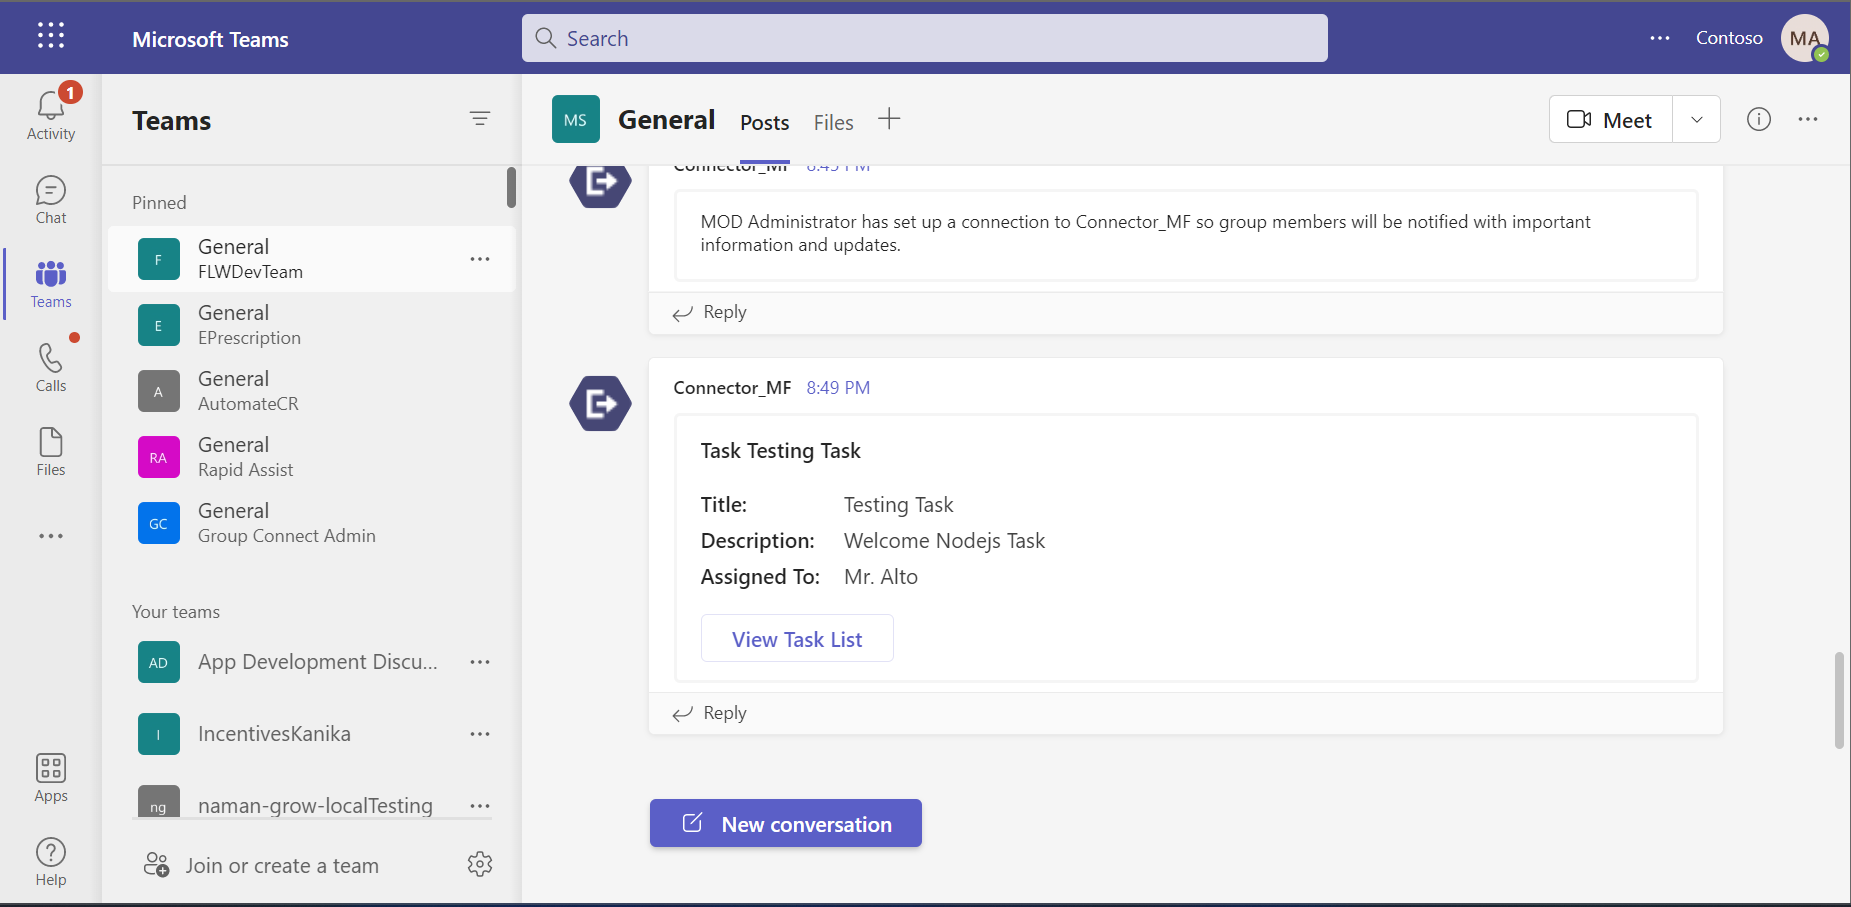 Microsoft Teams
Search
Contoso
MA
1
Activity
Chat
Teams
Calls
Files
Apps
Help
Teams
Pinned
F
General
FLWDevTeam
E
General
EPrescription
A
General
AutomateCR
RA
General
Rapid Assist
GC
General
Group Connect Admin
Your teams
AD
App Development Discu...
I
IncentivesKanika
ng
naman-grow-localTesting
Join or create a team
MS
General
Posts
Files
Meet
Connector_MF 8:45 PM
MOD Administrator has set up a connection to Connector_MF so group members will be notified with important
information and updates.
Reply
Connector_MF 8:49 PM
Task Testing Task
Title: Testing Task
Description: Welcome Nodejs Task
Assigned To: Mr. Alto
View Task List
Reply
New conversation